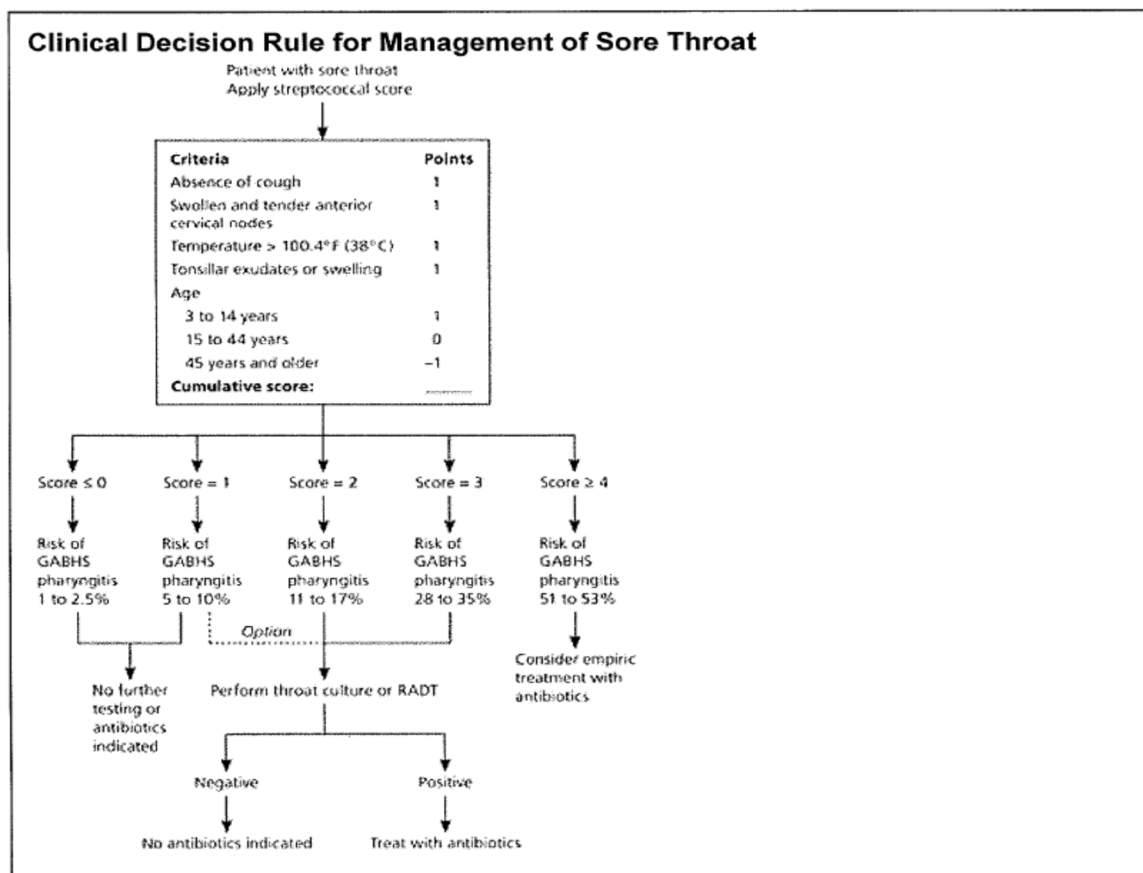 Clinical Decision Rule for Management of Sore Throat
Patient with sore throat
Apply streptococcal score
Criteria Points
Absence of cough 1
Swollen and tender anterior 1
cervical nodes
Temperature > 100.4°F (38°C) 1
Tonsillar exudates or swelling 1
Age
3 to 14 years 1
15 to 44 years 0
45 years and older −1
Cumulative score:
Score ≤ 0 Score = 1 Score = 2 Score = 3 Score ≥ 4
Risk of Risk of Risk of Risk of Risk of
GABHS GABHS GABHS GABHS GABHS
pharyngitis pharyngitis pharyngitis pharyngitis pharyngitis
1 to 2.5% 5 to 10% 11 to 17% 28 to 35% 51 to 53%
Option
No further
testing or
antibiotics
indicated
Perform throat culture or RADT
Consider empiric
treatment with
antibiotics
Negative Positive
No antibiotics indicated Treat with antibiotics